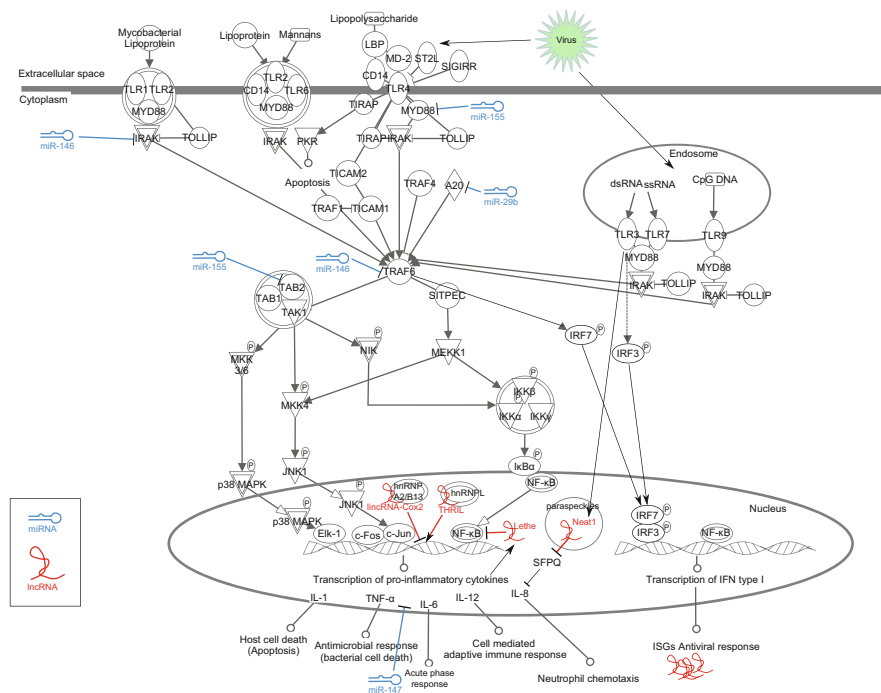 Lipopolysaccharide
Mycobacterial
Lipoprotein
Lipoprotein
Mannans
LBP
MD-2
ST2L
SIGIRR
Virus
Extracellular space
Cytoplasm
TLR1
TLR2
MYD88
CD14
TLR2
TLR6
MYD88
CD14
TLR4
TIRAP
MYD88
miR-155
miR-146
IRAK
TOLLIP
IRAK
PKR
TIRAP
IRAK
TOLLIP
Endosome
Apoptosis
TICAM2
TRAF4
A20
miR-29b
dsRNA
ssRNA
CpG DNA
TRAF1
TICAM1
TLR3
TLR7
TLR9
MYD88
MYD88
miR-155
miR-146
TRAF6
IRAK
TOLLIP
IRAK
TOLLIP
TAB2
TAB1
TAK1
SITPEC
P
NIK
MEKK1
P
IRF7
P
IRF3
P
P
MKK
3/6
P
MKK4
P
IKKβ
P
IKKα
IKKγ
P
JNK1
P
IκBα
P
NF-κB
p38 MAPK
P
JNK1
P
hnRNP
A2/B13
lincRNA-Cox2
hnRNPL
THRIL
paraspeckles
Neat1
Nucleus
p38 MAPK
P
Elk-1
c-Fos
c-Jun
NF-κB
Lethe
SFPQ
IRF7
P
IRF3
P
NF-κB
miRNA
lncRNA
Transcription of pro-inflammatory cytokines
Transcription of IFN type I
IL-1
TNF-α
IL-6
IL-12
IL-8
Host cell death
(Apoptosis)
Antimicrobial response
(bacterial cell death)
Cell mediated
adaptive immune response
ISGs Antiviral response
Acute phase
response
Neutrophil chemotaxis
miR-147